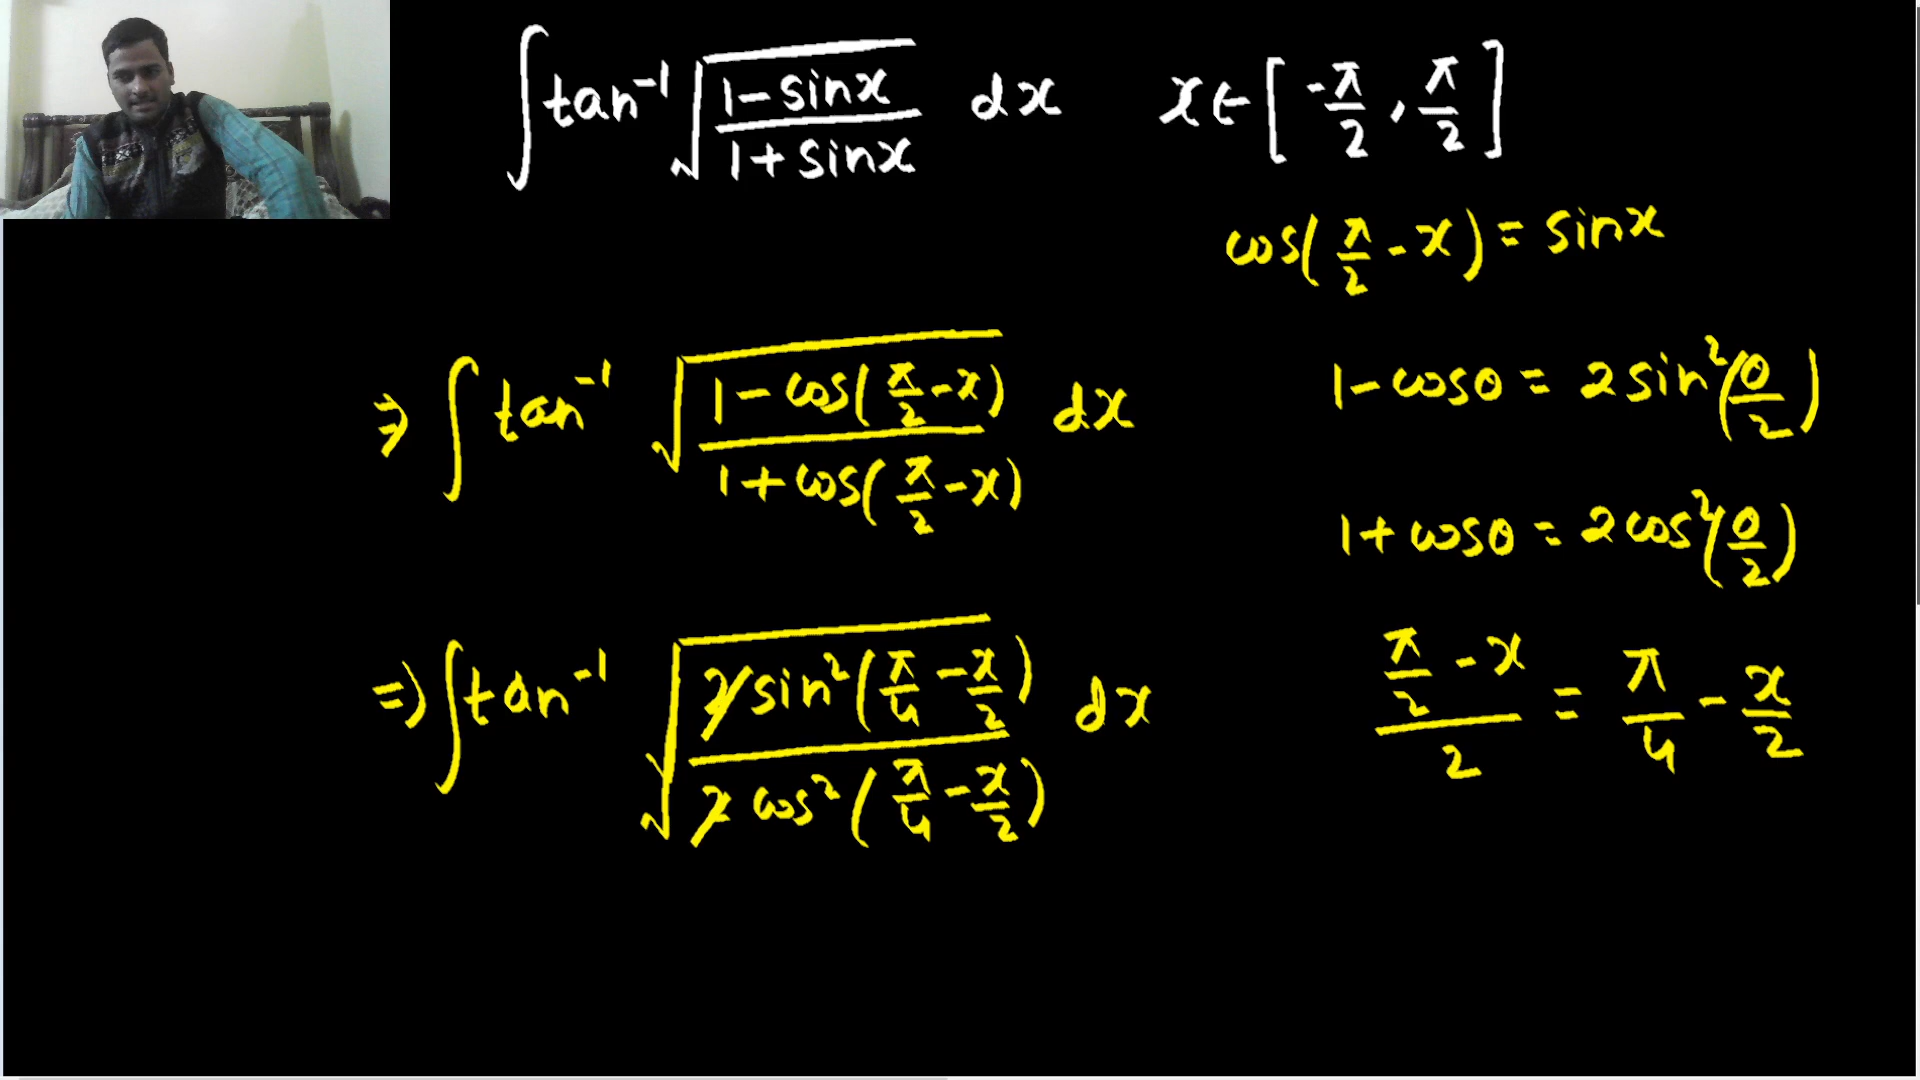 ∫ tan⁻¹ √((1-sinx)/(1+sinx)) dx   x∈[-π/2, π/2]
cos(π/2 - x) = sinx
⇒ ∫ tan⁻¹ √((1-cos(π/2-x))/(1+cos(π/2-x))) dx
1-cosθ = 2sin²(θ/2)
1+cosθ = 2cos²(θ/2)
⇒ ∫ tan⁻¹ √((2sin²(π/4-x/2))/(2cos²(π/4-x/2))) dx
(π/2-x)/2 = π/4 - x/2